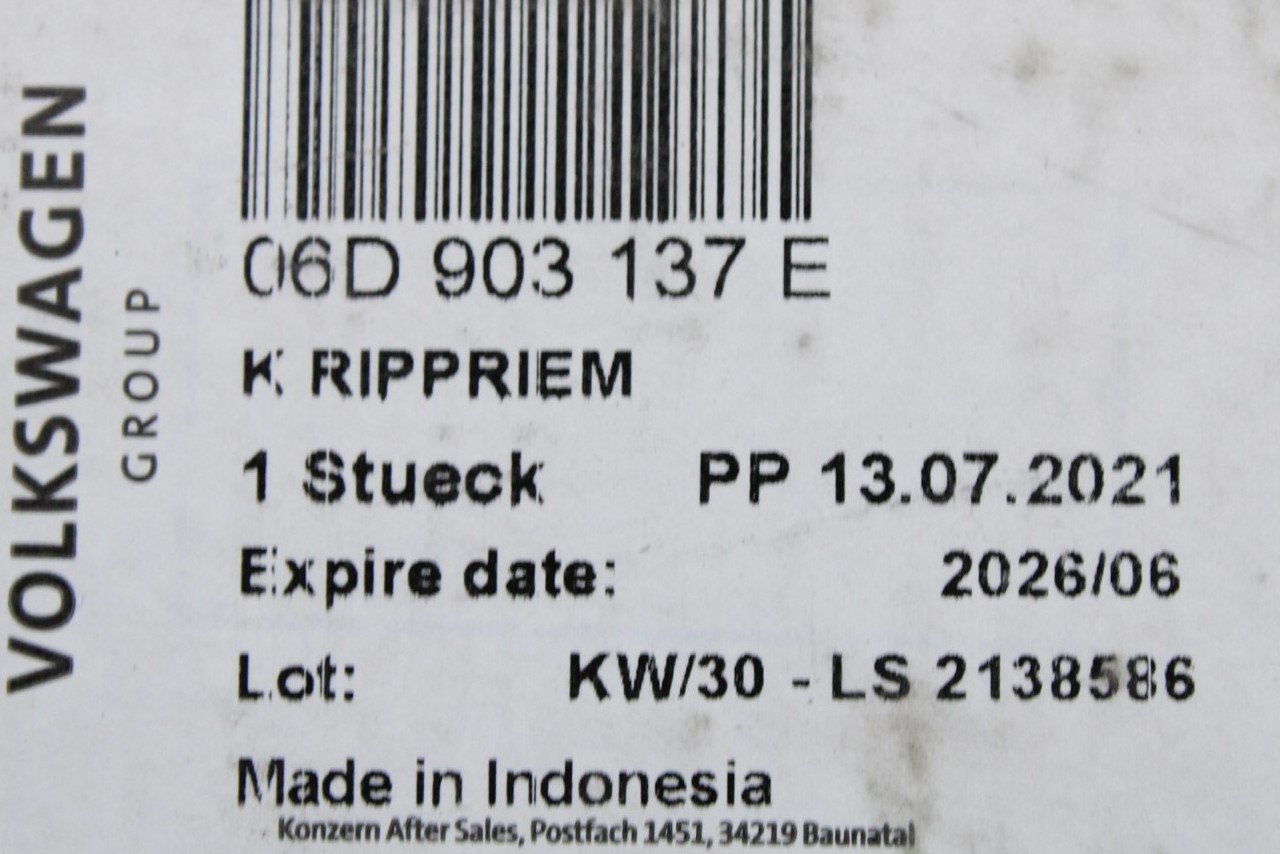 VOLKSWAGEN
GROUP
06D 903 137 E
K RIPPRIEM
1 Stueck PP 13.07.2021
Expire date: 2026/06
Lot: KW/30 - LS 2138586
Made in Indonesia
Konzern After Sales, Postfach 1451, 34219 Baunatal